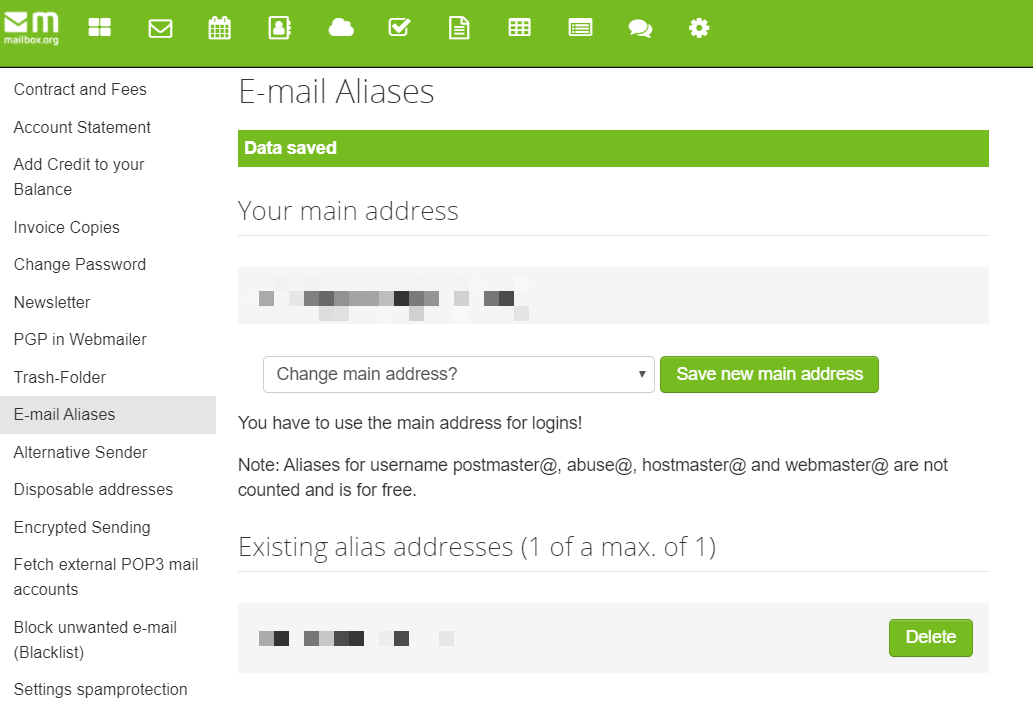 mailbox.org
Contract and Fees
Account Statement
Add Credit to your
Balance
Invoice Copies
Change Password
Newsletter
PGP in Webmailer
Trash-Folder
E-mail Aliases
Alternative Sender
Disposable addresses
Encrypted Sending
Fetch external POP3 mail
accounts
Block unwanted e-mail
(Blacklist)
Settings spamprotection
E-mail Aliases
Data saved
Your main address
Change main address?
Save new main address
You have to use the main address for logins!
Note: Aliases for username postmaster@, abuse@, hostmaster@ and webmaster@ are not
counted and is for free.
Existing alias addresses (1 of a max. of 1)
Delete